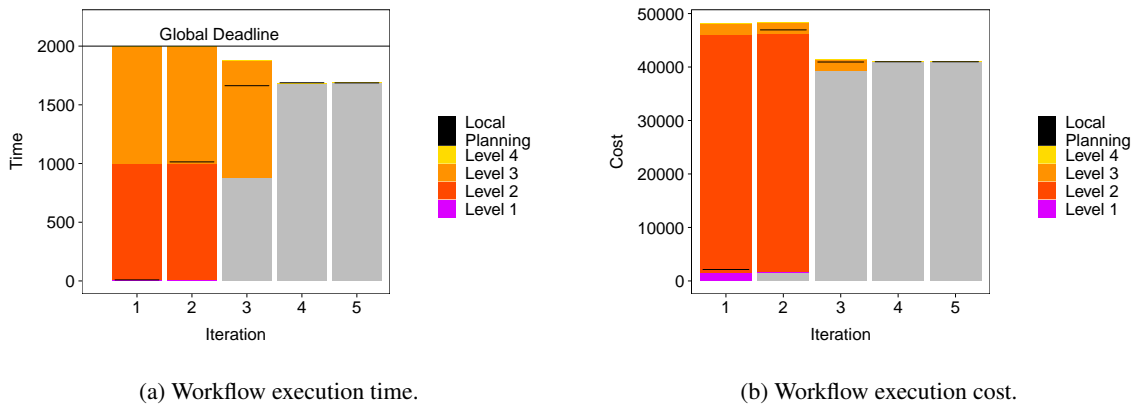 Global Deadline
2000
1500
1000
500
0
Time
1 2 3 4 5
Iteration
Local
Planning
Level 4
Level 3
Level 2
Level 1
(a) Workflow execution time.
50000
40000
30000
20000
10000
0
Cost
1 2 3 4 5
Iteration
Local
Planning
Level 4
Level 3
Level 2
Level 1
(b) Workflow execution cost.